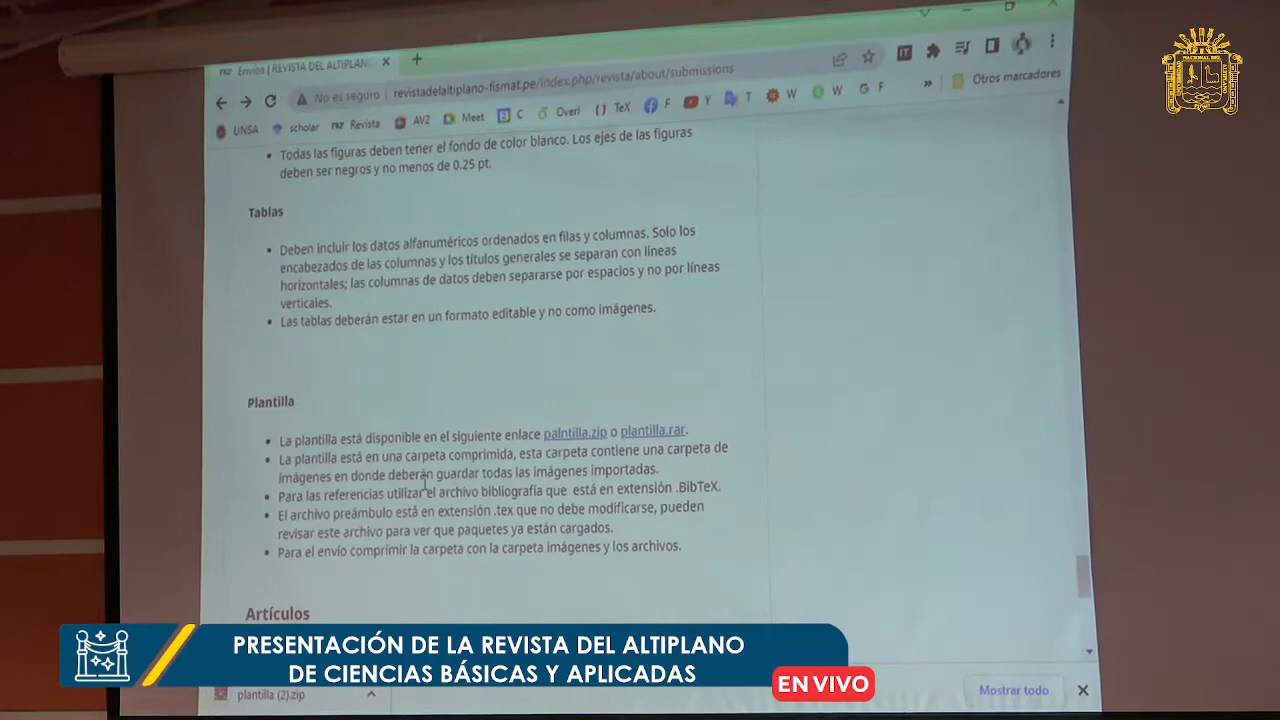 Envíos | REVISTA DEL ALTIPLAN
No es seguro | revistadelaltiplano-fismat.pe/index.php/revista/about/submissions
UNSA scholar Revista AV2 Meet C Overl TeX F Y T W W F » Otros marcadores
• Todas las figuras deben tener el fondo de color blanco. Los ejes de las figuras
deben ser negros y no menos de 0.25 pt.
Tablas
• Deben incluir los datos alfanuméricos ordenados en filas y columnas. Solo los
encabezados de las columnas y los títulos generales se separan con líneas
horizontales; las columnas de datos deben separarse por espacios y no por líneas
verticales.
• Las tablas deberán estar en un formato editable y no como imágenes.
Plantilla
• La plantilla está disponible en el siguiente enlace palntilla.zip o plantilla.rar.
• La plantilla está en una carpeta comprimida, esta carpeta contiene una carpeta de
imágenes en donde deberán guardar todas las imágenes importadas.
• Para las referencias utilizar el archivo bibliografía que está en extensión .BibTeX.
• El archivo preámbulo está en extensión .tex que no debe modificarse, pueden
revisar este archivo para ver que paquetes ya están cargados.
• Para el envío comprimir la carpeta con la carpeta imágenes y los archivos.
Artículos
PRESENTACIÓN DE LA REVISTA DEL ALTIPLANO
DE CIENCIAS BÁSICAS Y APLICADAS
EN VIVO
plantilla (2).zip
Mostrar todo